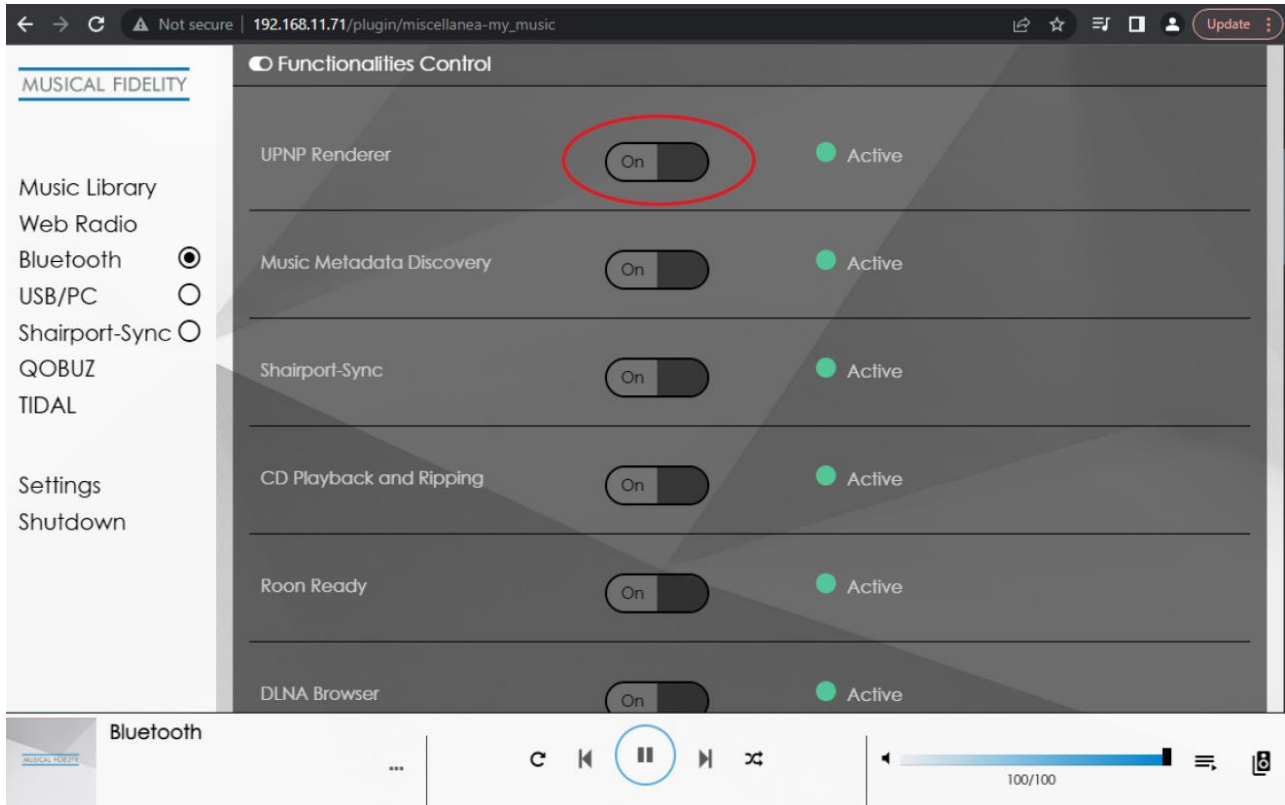 Not secure | 192.168.11.71/plugin/miscellanea-my_music
Update
MUSICAL FIDELITY
Music Library
Web Radio
Bluetooth
USB/PC
Shairport-Sync
QOBUZ
TIDAL
Settings
Shutdown
Functionalities Control
UPNP Renderer On Active
Music Metadata Discovery On Active
Shairport-Sync On Active
CD Playback and Ripping On Active
Roon Ready On Active
DLNA Browser On Active
MUSICAL FIDELITY
Bluetooth
...
100/100